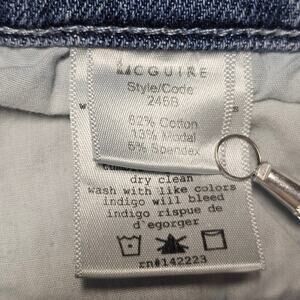 MCGUIRE
Style/Code
246B
82% Cotton
13% Modal
5% Spandex
dry clean
wash with like colors
indigo will bleed
indigo rispue de
d'egorger
rn#142223